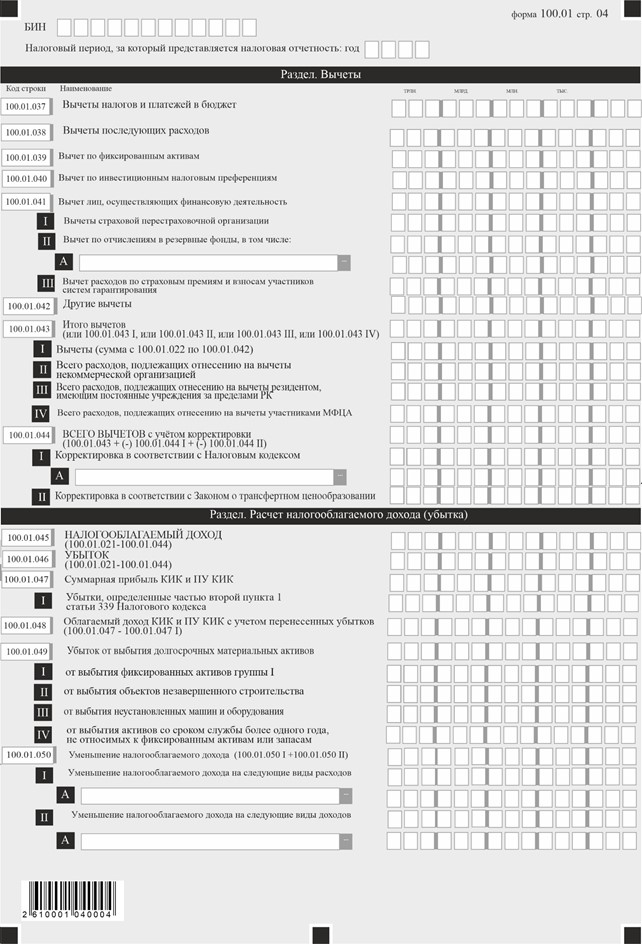 форма 100.01 стр. 04
БИН
Налоговый период, за который представляется налоговая отчетность: год
Раздел. Вычеты
Код строки Наименование ТРЛН МЛРД МЛН ТЫС
100.01.037 Вычеты налогов и платежей в бюджет
100.01.038 Вычеты последующих расходов
100.01.039 Вычет по фиксированным активам
100.01.040 Вычет по инвестиционным налоговым преференциям
100.01.041 Вычет лиц, осуществляющих финансовую деятельность
I Вычеты страховой перестраховочной организации
II Вычет по отчислениям в резервные фонды, в том числе:
A
III Вычет расходов по страховым премиям и взносам участников
систем гарантирования
100.01.042 Другие вычеты
100.01.043 Итого вычетов
(или 100.01.043 I, или 100.01.043 II, или 100.01.043 III, или 100.01.043 IV)
I Вычеты (сумма с 100.01.022 по 100.01.042)
II Всего расходов, подлежащих отнесению на вычеты
некоммерческой организацией
III Всего расходов, подлежащих отнесению на вычеты резидентом,
имеющим постоянные учреждения за пределами РК
IV Всего расходов, подлежащих отнесению на вычеты участниками МФЦА
100.01.044 ВСЕГО ВЫЧЕТОВ с учётом корректировки
(100.01.043 + (-) 100.01.044 I + (-) 100.01.044 II)
I Корректировка в соответствии с Налоговым кодексом
A
II Корректировка в соответствии с Законом о трансфертном ценообразовании
Раздел. Расчет налогооблагаемого дохода (убытка)
100.01.045 НАЛОГООБЛАГАЕМЫЙ ДОХОД
(100.01.021-100.01.044)
100.01.046 УБЫТОК
(100.01.021-100.01.044)
100.01.047 Суммарная прибыль КИК и ПУ КИК
I Убытки, определенные частью второй пункта 1
статьи 339 Налогового кодекса
100.01.048 Облагаемый доход КИК и ПУ КИК с учетом перенесенных убытков
(100.01.047 - 100.01.047 I)
100.01.049 Убыток от выбытия долгосрочных материальных активов
I от выбытия фиксированных активов группы I
II от выбытия объектов незавершенного строительства
III от выбытия неустановленных машин и оборудования
IV от выбытия активов со сроком службы более одного года,
не относимых к фиксированным активам или запасам
100.01.050 Уменьшение налогооблагаемого дохода (100.01.050 I +100.01.050 II)
I Уменьшение налогооблагаемого дохода на следующие виды расходов
A
II Уменьшение налогооблагаемого дохода на следующие виды доходов
A
2 610001 040004